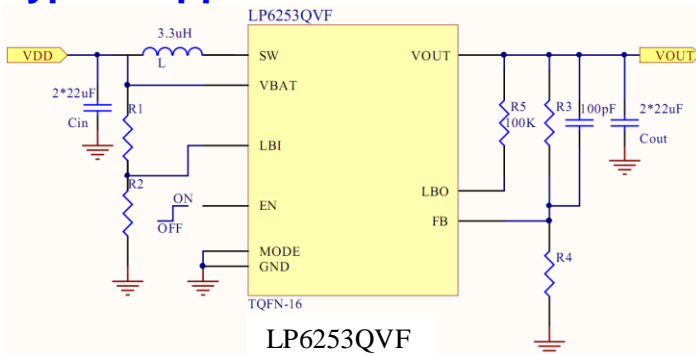 LP6253QVF
3.3uH
VDD
L
SW
VOUT
VOUT
VBAT
2*22uF
Cin
R1
R5
100K
R3
100pF
2*22uF
Cout
LBI
R2
LBO
ON
OFF
EN
FB
MODE
GND
R4
TQFN-16
LP6253QVF